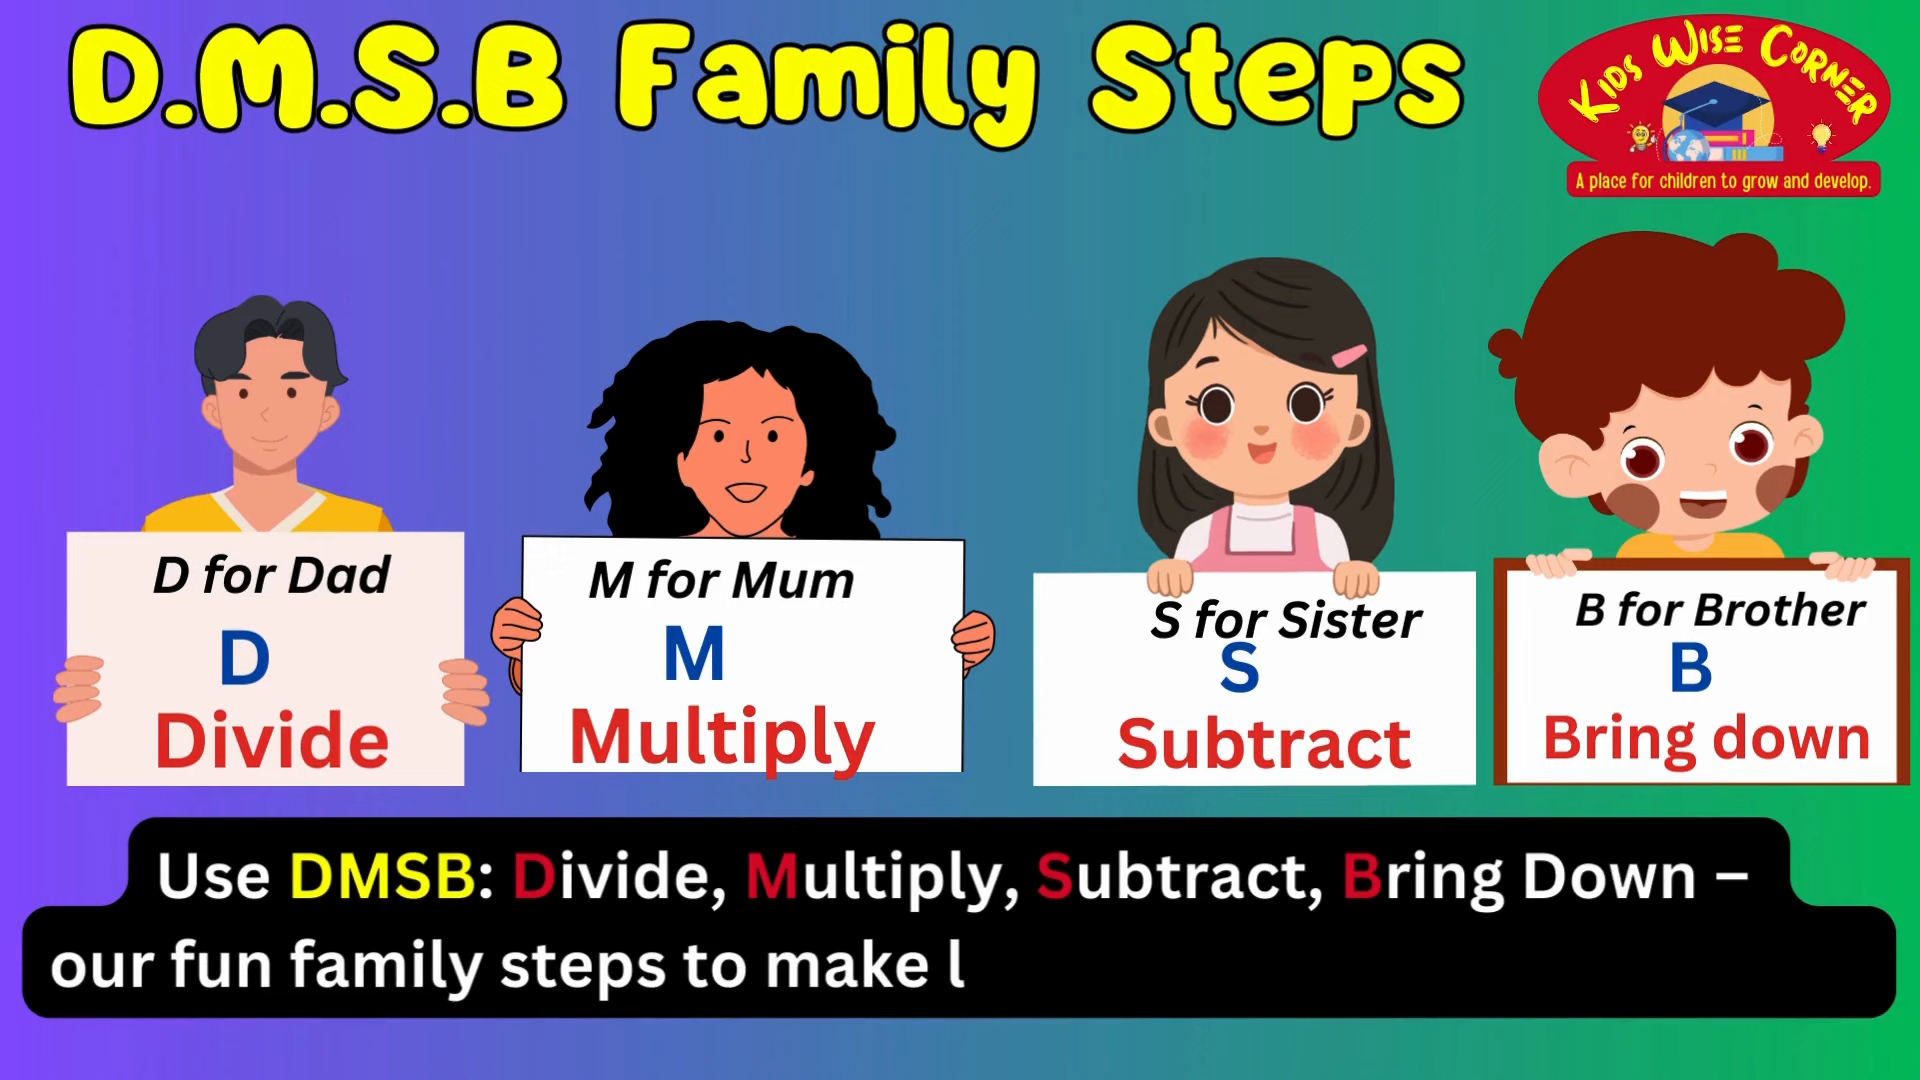 D.M.S.B Family Steps
KIDS WISE CORNER
A place for children to grow and develop.
D for Dad
D
Divide
M for Mum
M
Multiply
S for Sister
S
Subtract
B for Brother
B
Bring down
Use DMSB: Divide, Multiply, Subtract, Bring Down –
our fun family steps to make l